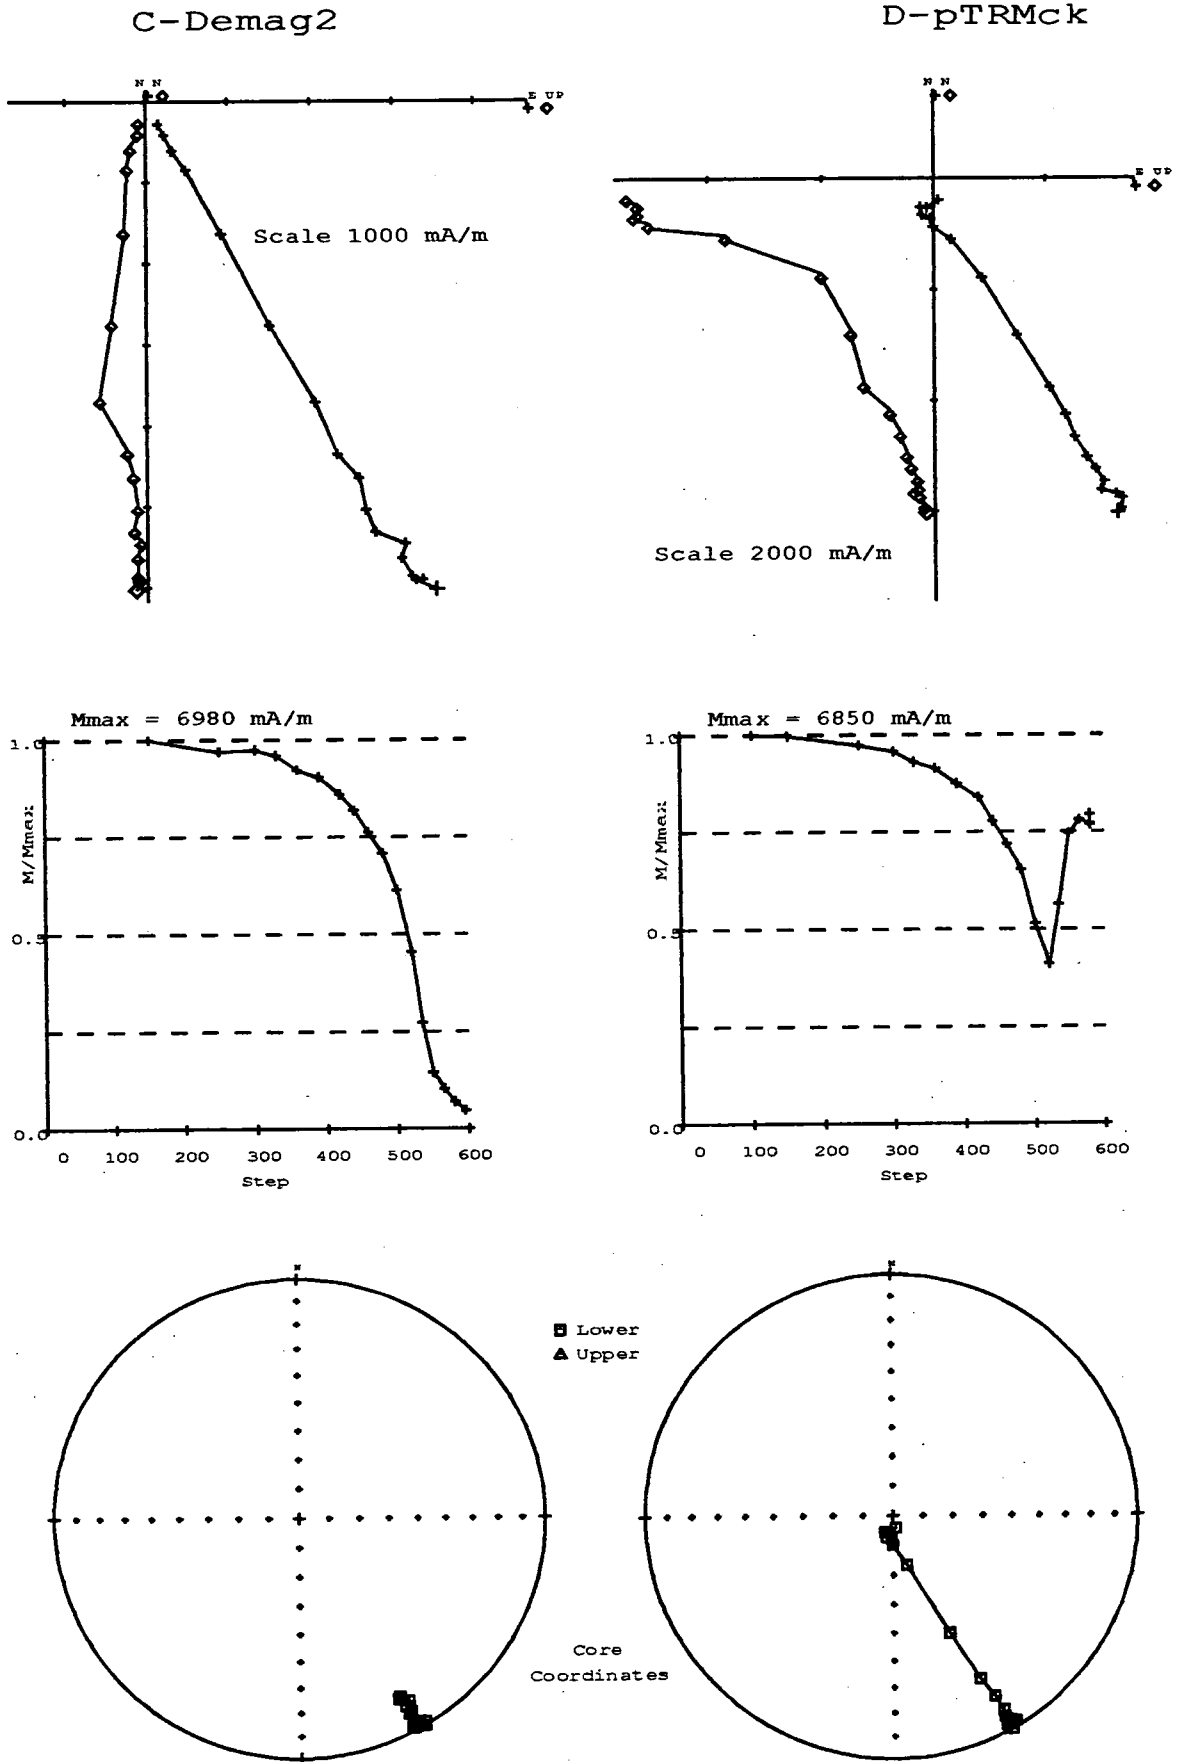 C-Demag2
D-pTRMck
N N
E UP
N N
E UP
Scale 1000 mA/m
Scale 2000 mA/m
Mmax = 6980 mA/m
1.0
M/Mmax
0.5
0.0
0 100 200 300 400 500 600
Step
Mmax = 6850 mA/m
1.0
M/Mmax
0.5
0.0
0 100 200 300 400 500 600
Step
N
N
Lower
Upper
Core
Coordinates